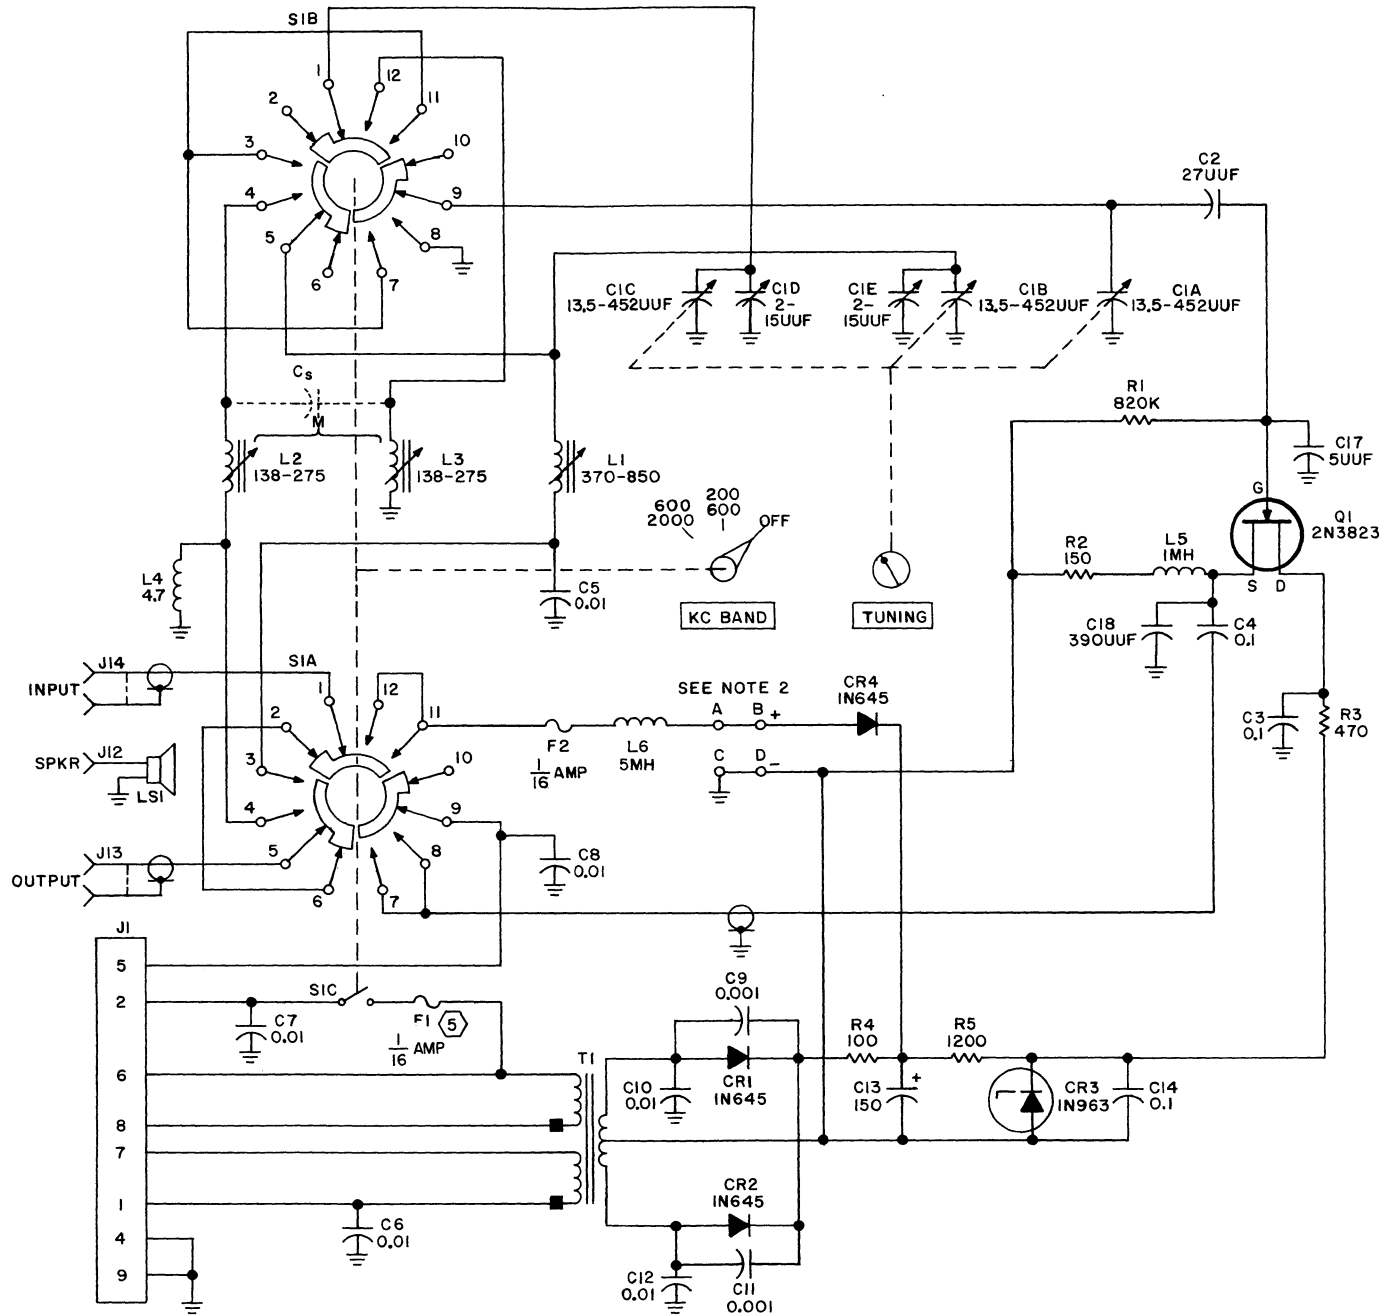 S1B
1
12
2
11
3
10
4
9
5
8
6
7
C2
27UUF
C1C
13.5-452UUF
C1D
2-
15UUF
C1E
2-
15UUF
C1B
13.5-452UUF
C1A
13.5-452UUF
Cs
M
L2
138-275
L3
138-275
L1
370-850
R1
820K
C17
5UUF
G
Q1
2N3823
S D
600
2000
200
600
OFF
KC BAND
TUNING
R2
150
L5
1MH
C18
390UUF
C4
0.1
L4
4.7
C5
0.01
J14
INPUT
S1A
1
12
2
11
3
10
4
9
5
8
6
7
SPKR
J12
LS1
J13
OUTPUT
SEE NOTE 2
A B +
C D -
F2
1/16 AMP
L6
5MH
CR4
1N645
C3
0.1
R3
470
C8
0.01
J1
5
2
6
8
7
1
4
9
S1C
C7
0.01
F1 5
1/16 AMP
T1
C9
0.001
CR1
1N645
C10
0.01
R4
100
R5
1200
C13
150
+
CR3
1N963
C14
0.1
CR2
1N645
C6
0.01
C12
0.01
C11
0.001